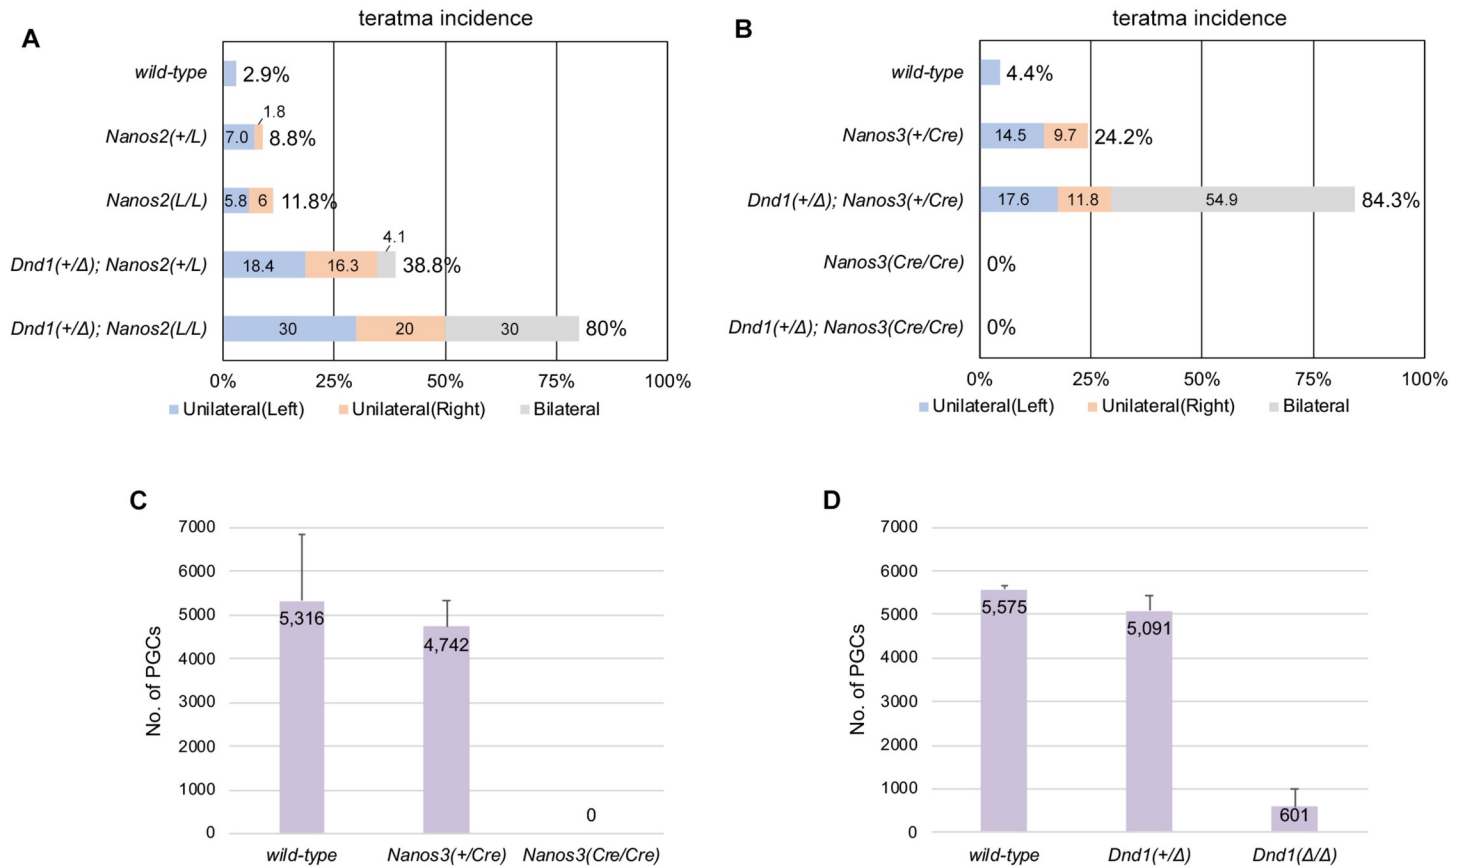 A
teratma incidence
wild-type
2.9%
Nanos2(+/L)
7.0
1.8
8.8%
Nanos2(L/L)
5.8
6
11.8%
Dnd1(+/Δ); Nanos2(+/L)
18.4
16.3
4.1
38.8%
Dnd1(+/Δ); Nanos2(L/L)
30
20
30
80%
0%
25%
50%
75%
100%
Unilateral(Left)
Unilateral(Right)
Bilateral
B
teratma incidence
wild-type
4.4%
Nanos3(+/Cre)
14.5
9.7
24.2%
Dnd1(+/Δ); Nanos3(+/Cre)
17.6
11.8
54.9
84.3%
Nanos3(Cre/Cre)
0%
Dnd1(+/Δ); Nanos3(Cre/Cre)
0%
0%
25%
50%
75%
100%
Unilateral(Left)
Unilateral(Right)
Bilateral
C
No. of PGCs
7000
6000
5000
4000
3000
2000
1000
0
5,316
4,742
0
wild-type
Nanos3(+/Cre)
Nanos3(Cre/Cre)
D
No. of PGCs
7000
6000
5000
4000
3000
2000
1000
0
5,575
5,091
601
wild-type
Dnd1(+/Δ)
Dnd1(Δ/Δ)